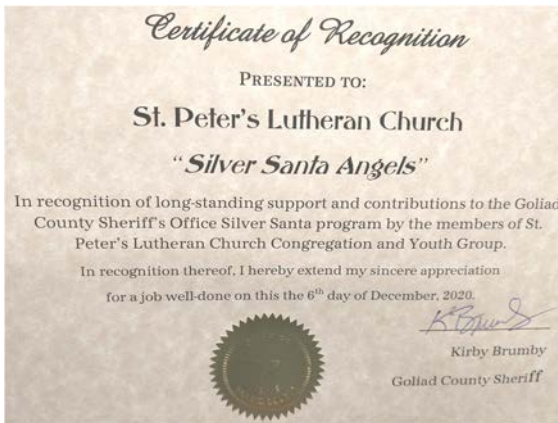 Certificate of Recognition
PRESENTED TO:
St. Peter's Lutheran Church
"Silver Santa Angels"
In recognition of long-standing support and contributions to the Goliad
County Sheriff's Office Silver Santa program by the members of St.
Peter's Lutheran Church Congregation and Youth Group.
In recognition thereof, I hereby extend my sincere appreciation
for a job well-done on this the 6th day of December, 2020.
Kirby Brumby
Goliad County Sheriff